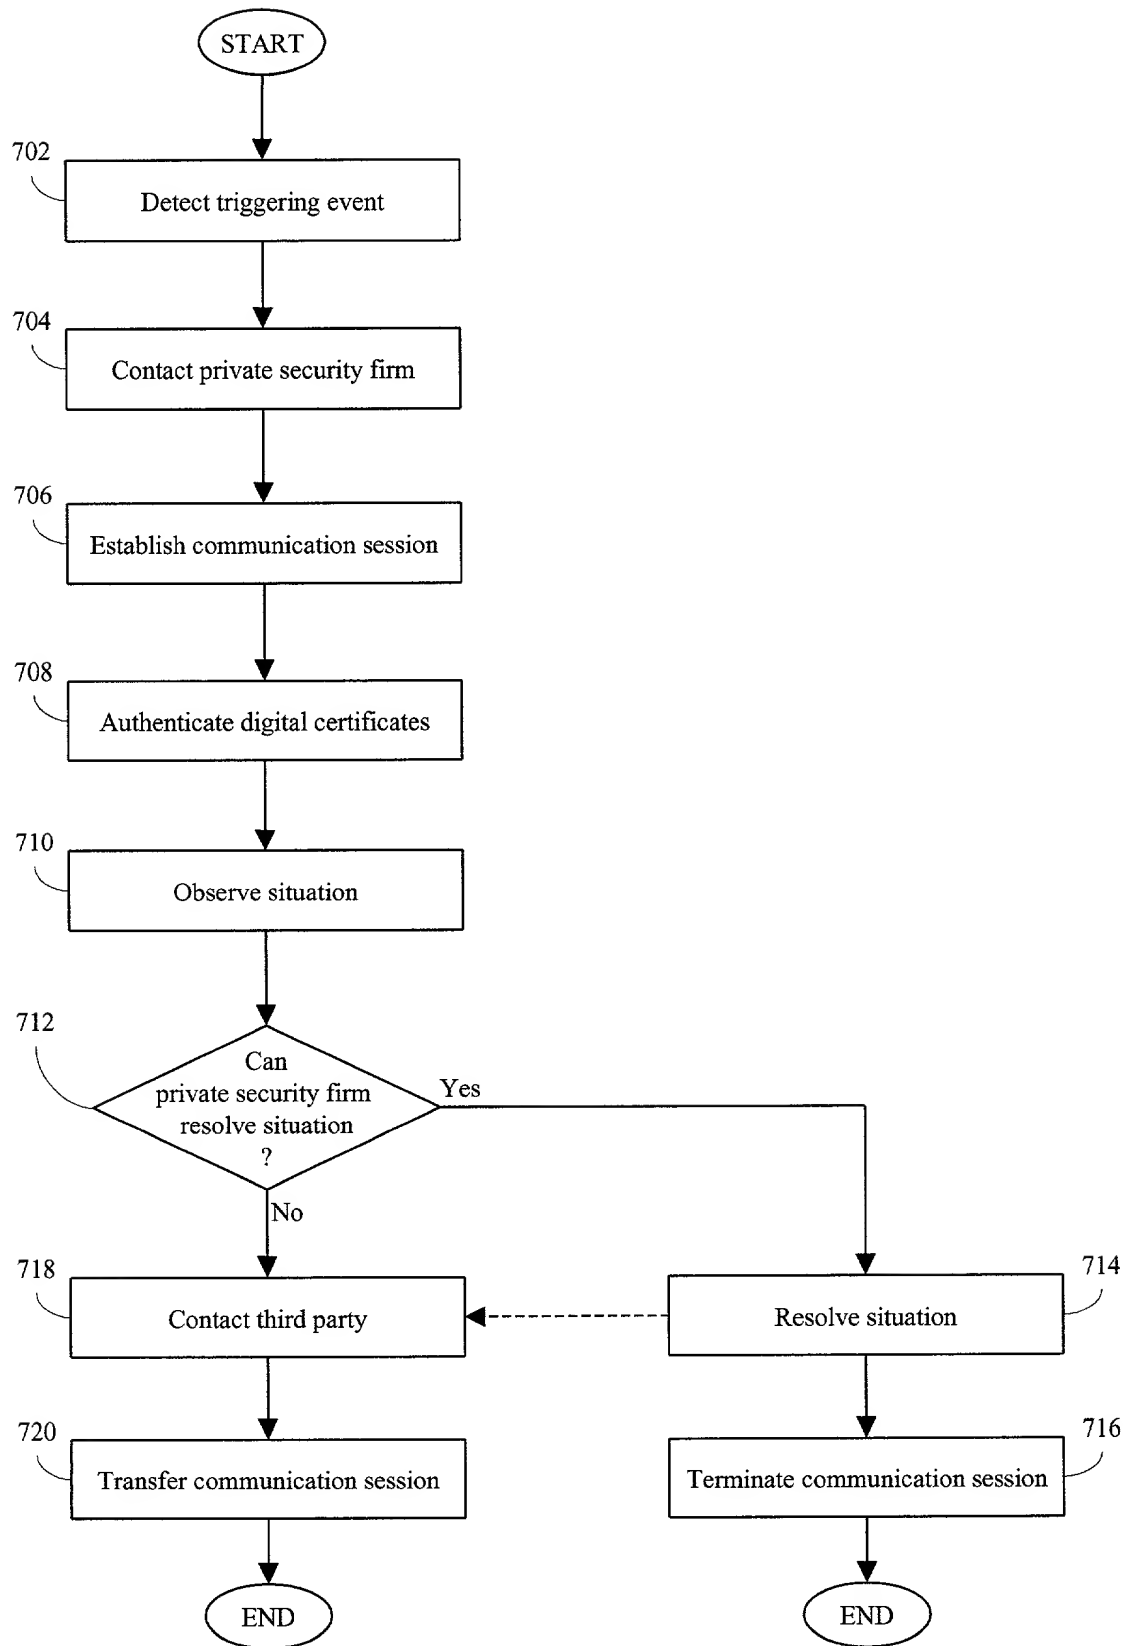 START
702
Detect triggering event
704
Contact private security firm
706
Establish communication session
708
Authenticate digital certificates
710
Observe situation
712
Can
private security firm
resolve situation
?
Yes
No
718
Contact third party
714
Resolve situation
720
Transfer communication session
716
Terminate communication session
END
END